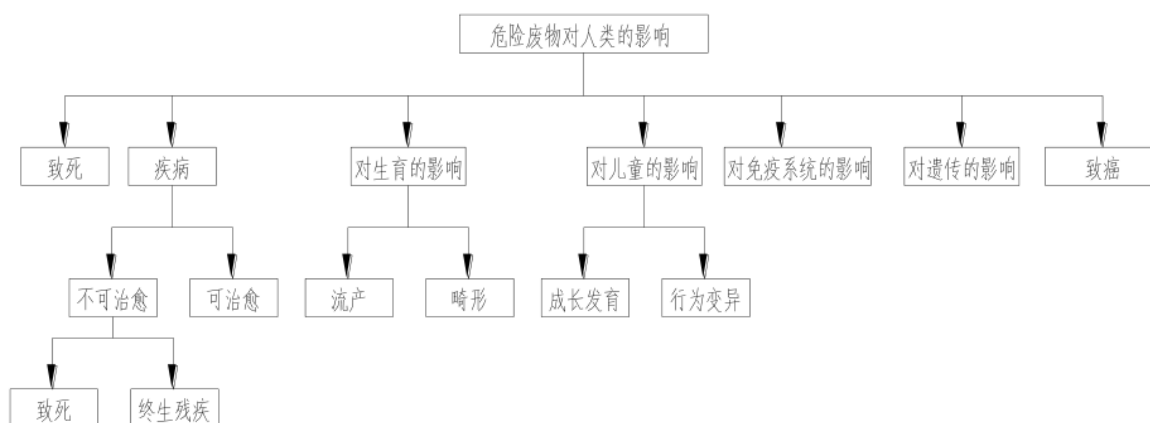 危险废物对人类的影响
致死
疾病
对生育的影响
对儿童的影响
对免疫系统的影响
对遗传的影响
致癌
不可治愈
可治愈
流产
畸形
成长发育
行为变异
致死
终生残疾